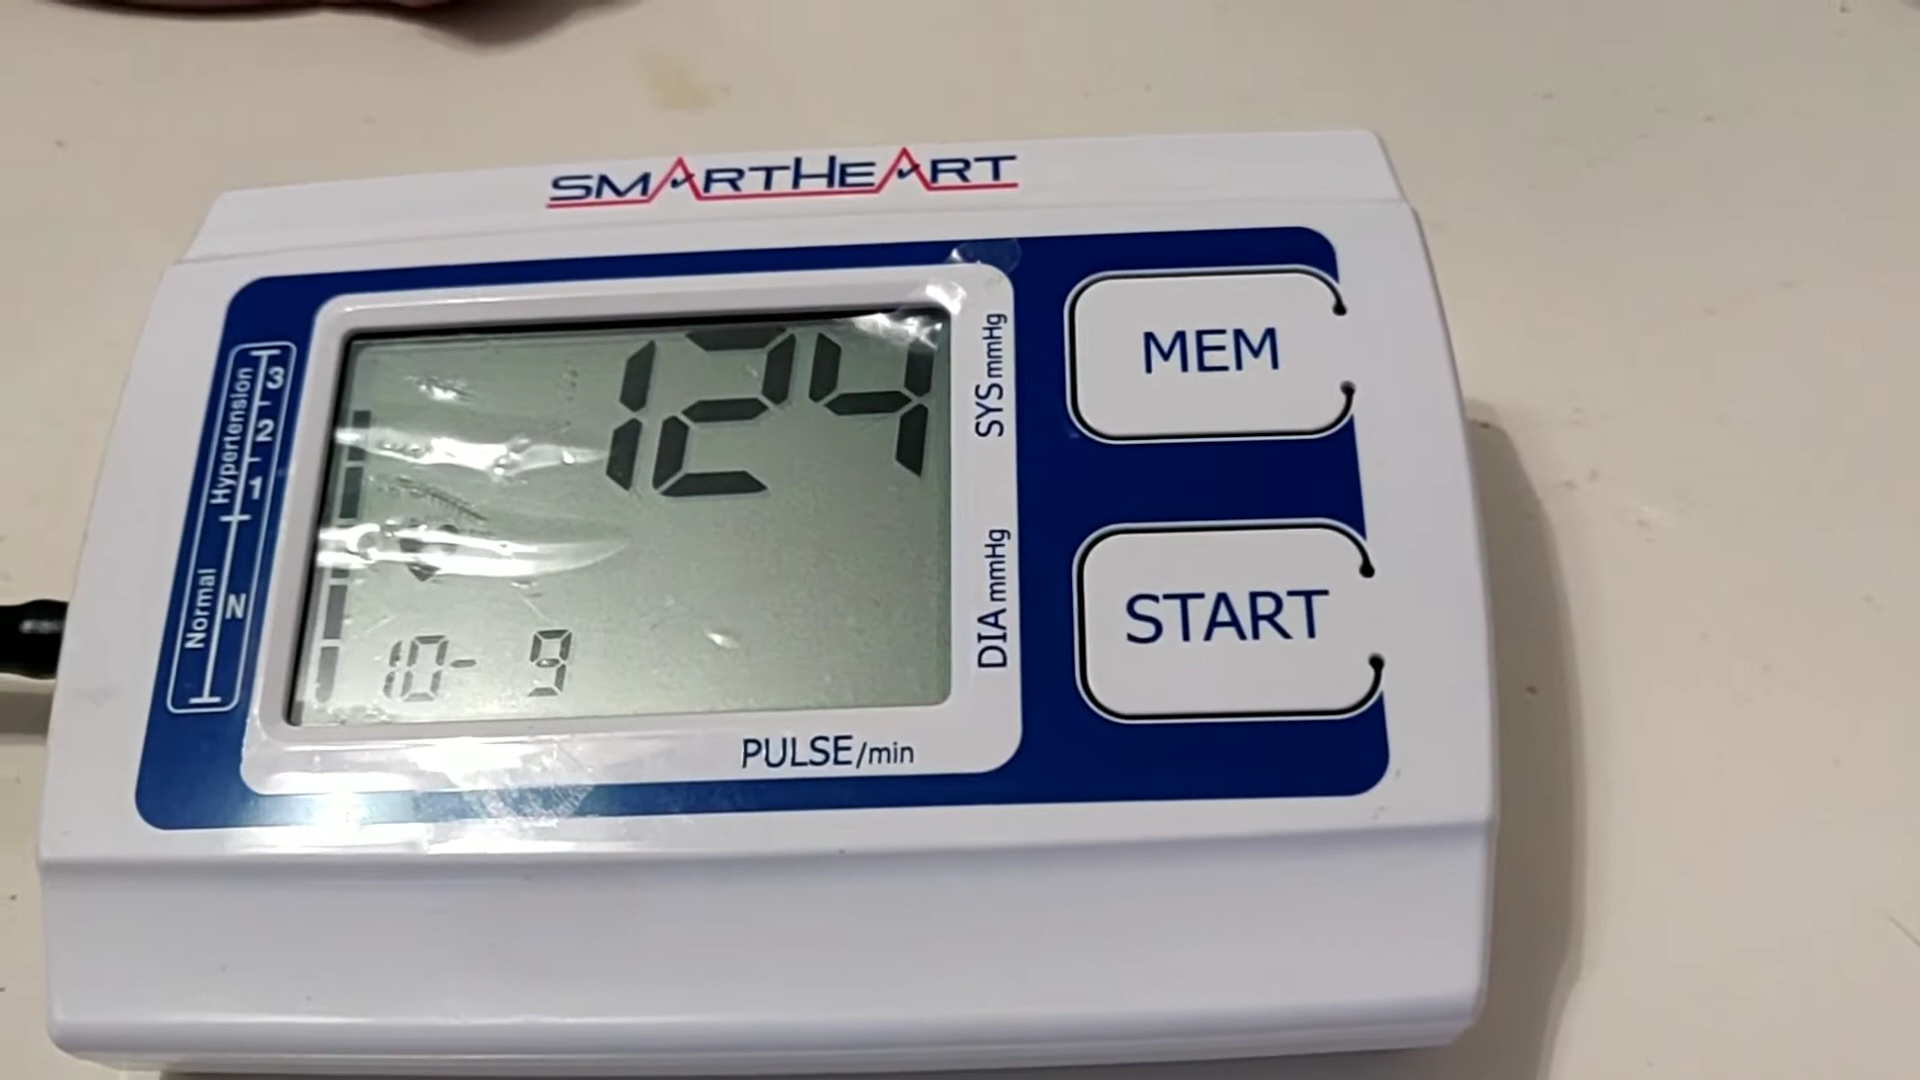 SMARTHEART
124
SYS mmHg
DIA mmHg
10- 9
PULSE/min
Hypertension
3
2
1
Normal
N
MEM
START